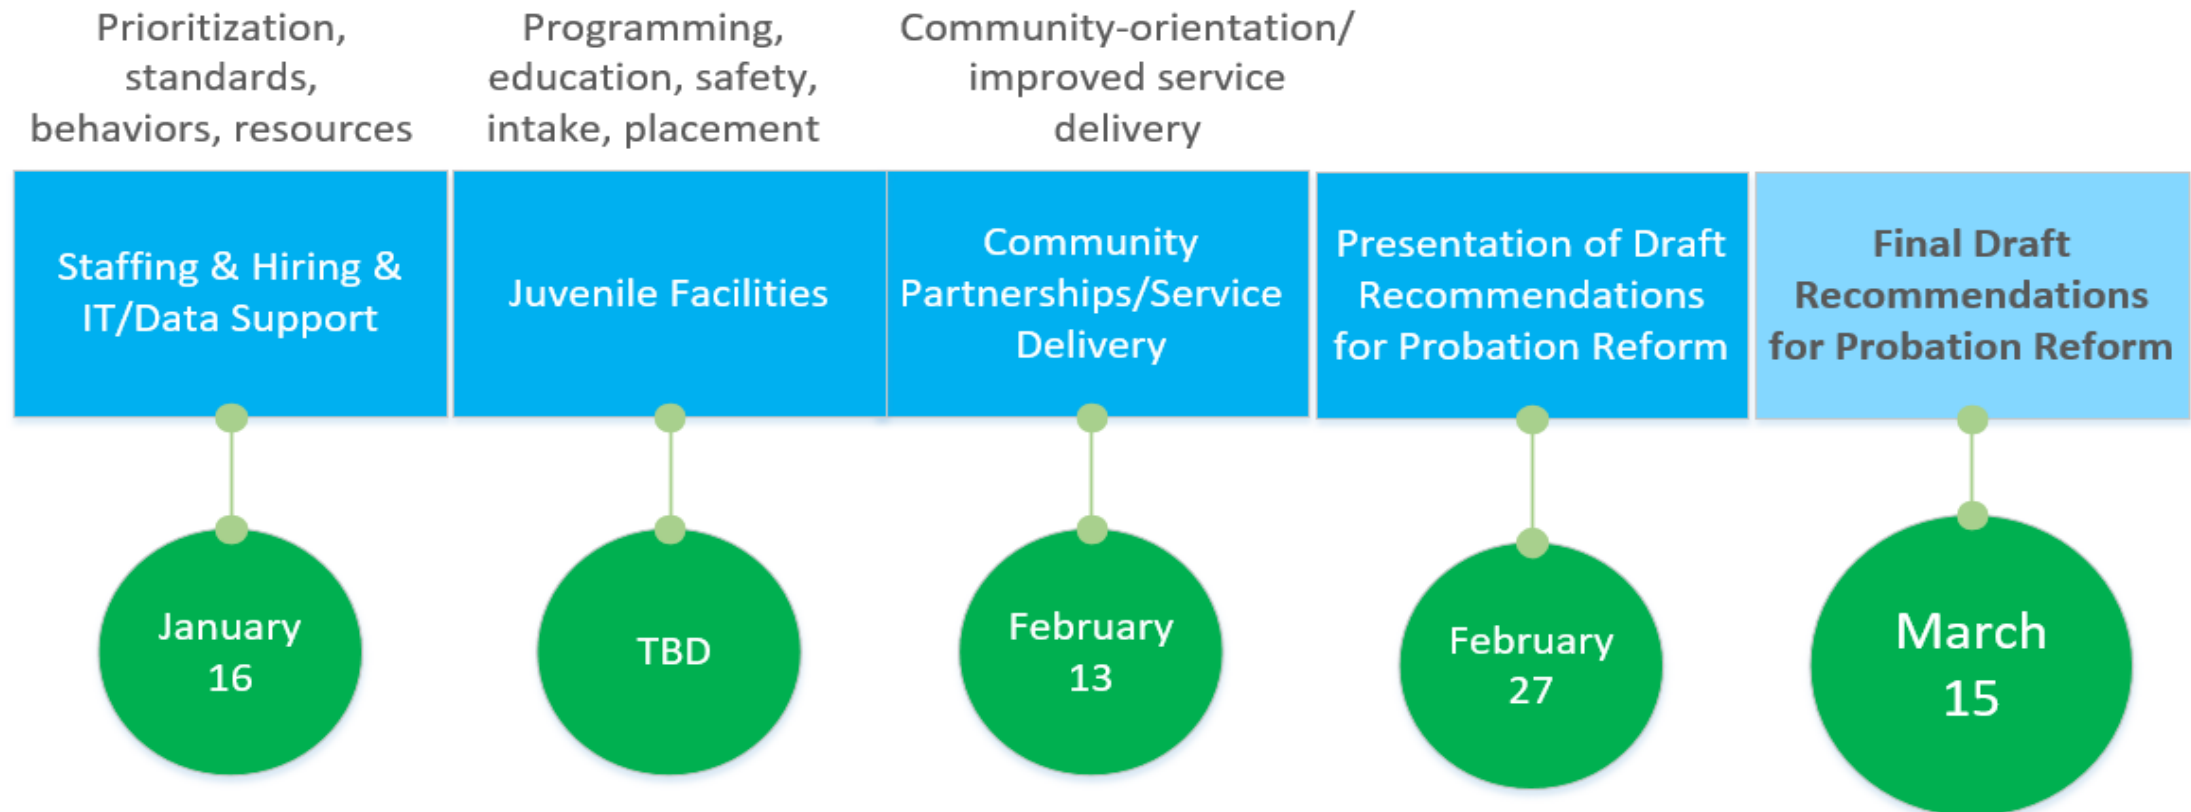 Prioritization,
standards,
behaviors, resources
Programming,
education, safety,
intake, placement
Community-orientation/
improved service
delivery
Staffing & Hiring &
IT/Data Support
Juvenile Facilities
Community
Partnerships/Service
Delivery
Presentation of Draft
Recommendations
for Probation Reform
Final Draft
Recommendations
for Probation Reform
January
16
TBD
February
13
February
27
March
15